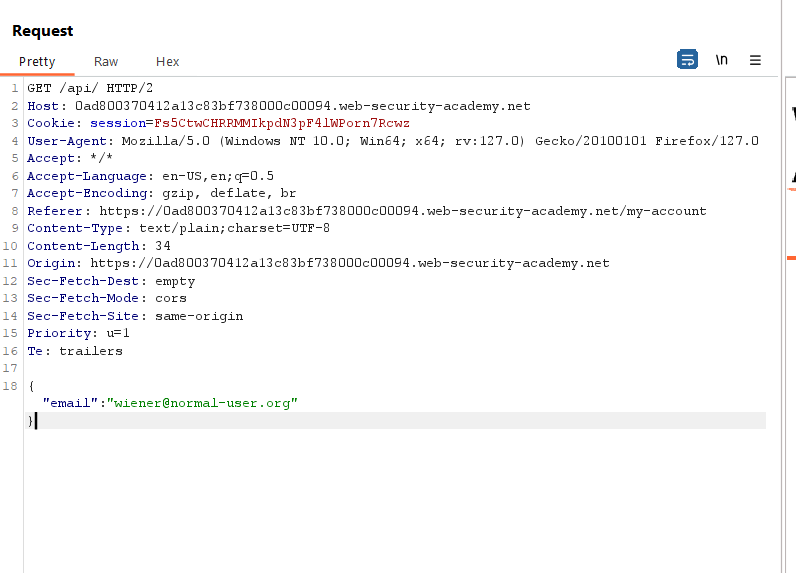 Request
Pretty Raw Hex \n
1 GET /api/ HTTP/2
2 Host: 0ad800370412a13c83bf738000c00094.web-security-academy.net
3 Cookie: session=Fs5CtwCHRRMMIkpdN3pF4lWPorn7Rcwz
4 User-Agent: Mozilla/5.0 (Windows NT 10.0; Win64; x64; rv:127.0) Gecko/20100101 Firefox/127.0
5 Accept: */*
6 Accept-Language: en-US,en;q=0.5
7 Accept-Encoding: gzip, deflate, br
8 Referer: https://0ad800370412a13c83bf738000c00094.web-security-academy.net/my-account
9 Content-Type: text/plain;charset=UTF-8
10 Content-Length: 34
11 Origin: https://0ad800370412a13c83bf738000c00094.web-security-academy.net
12 Sec-Fetch-Dest: empty
13 Sec-Fetch-Mode: cors
14 Sec-Fetch-Site: same-origin
15 Priority: u=1
16 Te: trailers
17
18 {
"email":"wiener@normal-user.org"
}